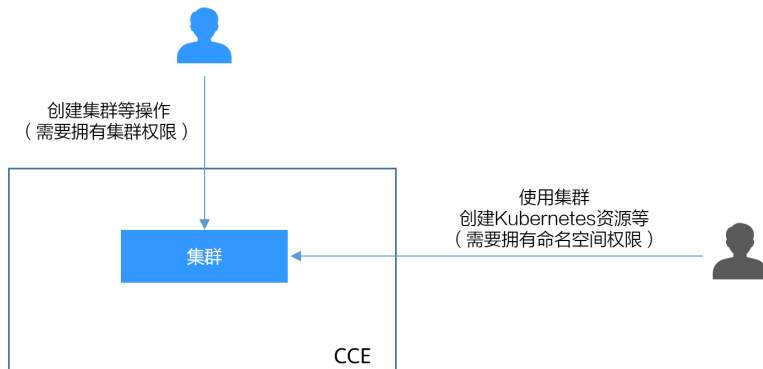 创建集群等操作
（需要拥有集群权限）
使用集群
创建Kubernetes资源等
（需要拥有命名空间权限）
集群
CCE